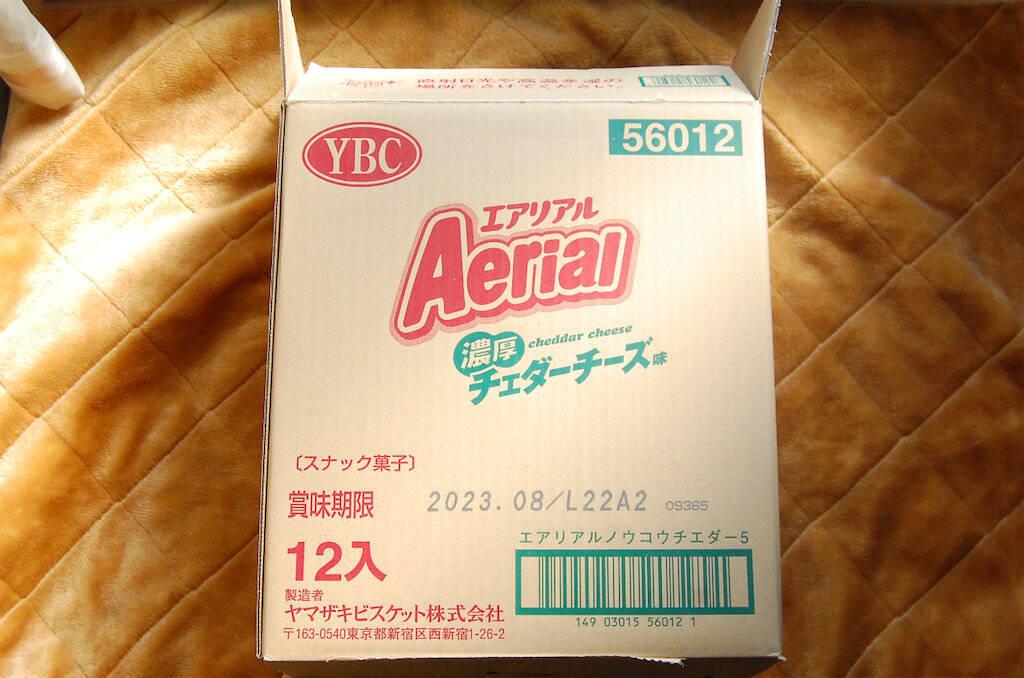 直射日光や高温多湿の
場所をさけてください。
YBC
56012
エアリアル
Aerial
濃厚
cheddar cheese
チェダーチーズ味
〔スナック菓子〕
賞味期限
2023.08/L22A2 09365
12入
エアリアルノウコウチエダー5
製造者
ヤマザキビスケット株式会社
〒163-0540東京都新宿区西新宿1-26-2
149 03015 56012 1